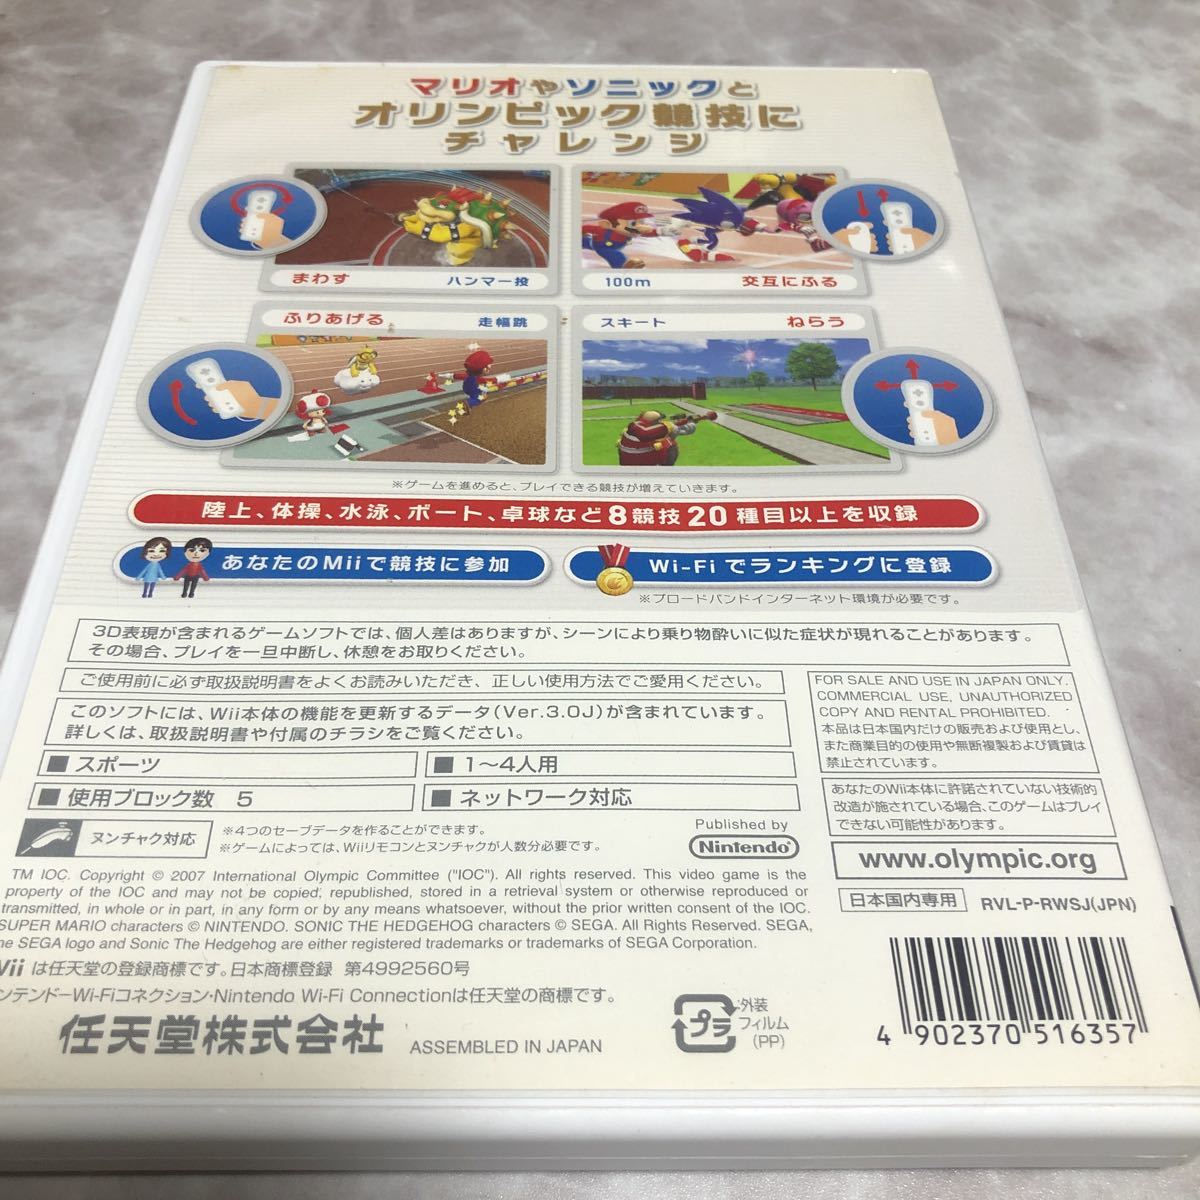 マリオやソニックと
オリンピック競技に
チャレンジ
まわす ハンマー投
100m 交互にふる
ふりあげる 走幅跳
スキート ねらう
※ゲームを進めると、プレイできる競技が増えていきます。
陸上、体操、水泳、ボート、卓球など8競技20種目以上を収録
あなたのMiiで競技に参加
Wi-Fiでランキングに登録
※ブロードバンドインターネット環境が必要です。
3D表現が含まれるゲームソフトでは、個人差はありますが、シーンにより乗り物酔いに似た症状が現れることがあります。
その場合、プレイを一旦中断し、休憩をお取りください。
ご使用前に必ず取扱説明書をよくお読みいただき、正しい使用方法でご愛用ください。
このソフトには、Wii本体の機能を更新するデータ(Ver.3.0J)が含まれています。
詳しくは、取扱説明書や付属のチラシをご覧ください。
■スポーツ
■1〜4人用
■使用ブロック数 5
■ネットワーク対応
ヌンチャク対応
※4つのセーブデータを作ることができます。
※ゲームによっては、Wiiリモコンとヌンチャクが人数分必要です。
Published by
Nintendo
FOR SALE AND USE IN JAPAN ONLY.
COMMERCIAL USE, UNAUTHORIZED
COPY AND RENTAL PROHIBITED.
本品は日本国内だけの販売および使用とし、
また商業目的の使用や無断複製および賃貸は
禁止されています。
あなたのWii本体に許諾されていない技術的
改造が施されている場合、このゲームはプレイ
できない可能性があります。
www.olympic.org
日本国内専用 RVL-P-RWSJ(JPN)
TM IOC. Copyright © 2007 International Olympic Committee ("IOC"). All rights reserved. This video game is the
property of the IOC and may not be copied, republished, stored in a retrieval system or otherwise reproduced or
transmitted, in whole or in part, in any form or by any means whatsoever, without the prior written consent of the IOC.
SUPER MARIO characters © NINTENDO. SONIC THE HEDGEHOG characters © SEGA. All Rights Reserved. SEGA,
he SEGA logo and Sonic The Hedgehog are either registered trademarks or trademarks of SEGA Corporation.
Wii は任天堂の登録商標です。日本商標登録 第4992560号
ンテンドーWi-Fiコネクション・Nintendo Wi-Fi Connectionは任天堂の商標です。
任天堂株式会社 ASSEMBLED IN JAPAN
プラ
外装
フィルム
(PP)
4 902370 516357